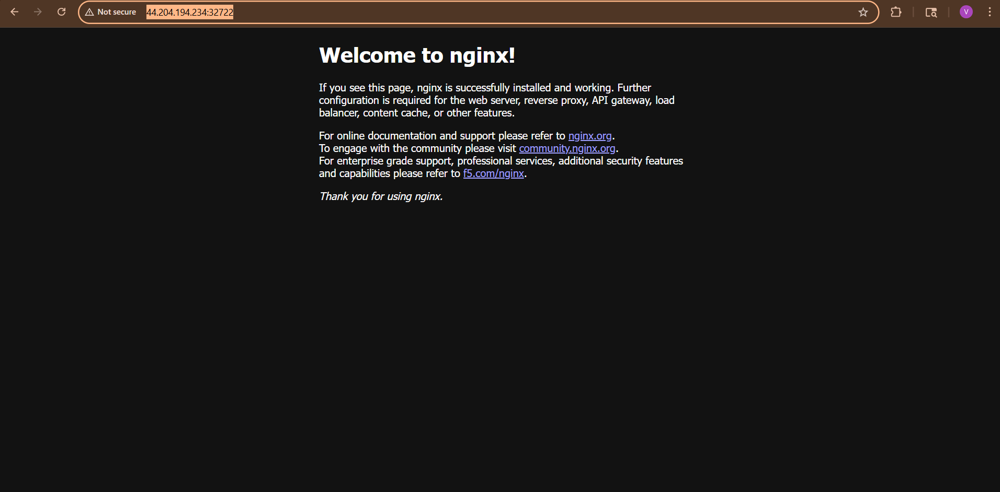 Not secure 44.204.194.234:32722
V
Welcome to nginx!
If you see this page, nginx is successfully installed and working. Further
configuration is required for the web server, reverse proxy, API gateway, load
balancer, content cache, or other features.
For online documentation and support please refer to nginx.org.
To engage with the community please visit community.nginx.org.
For enterprise grade support, professional services, additional security features
and capabilities please refer to f5.com/nginx.
Thank you for using nginx.